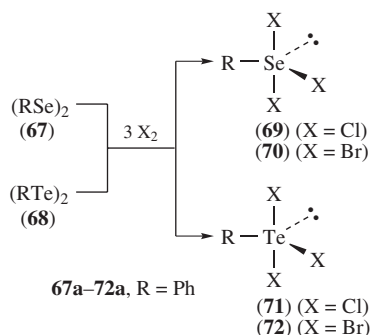 X
R
Se
X
X
(RSe)₂
(67)
3 X₂
(69) (X = Cl)
(70) (X = Br)
X
(RTe)₂
(68)
R
Te
X
X
67a–72a, R = Ph
(71) (X = Cl)
(72) (X = Br)